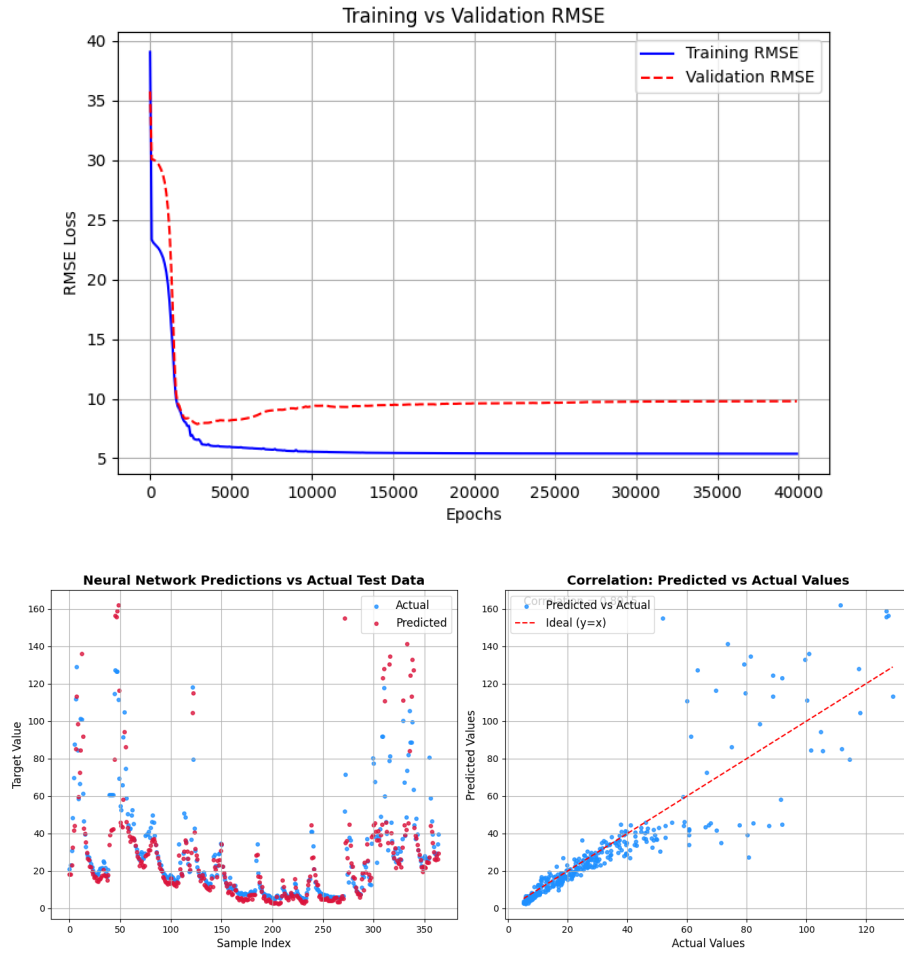 Training vs Validation RMSE
40
35
30
25
20
15
10
5
RMSE Loss
Training RMSE
Validation RMSE
0 5000 10000 15000 20000 25000 30000 35000 40000
Epochs
Neural Network Predictions vs Actual Test Data
160
140
120
100
80
60
40
20
0
Target Value
Actual
Predicted
0 50 100 150 200 250 300 350
Sample Index
Correlation: Predicted vs Actual Values
160
140
120
100
80
60
40
20
0
Predicted Values
Predicted vs Actual
Ideal (y=x)
0 20 40 60 80 100 120
Actual Values